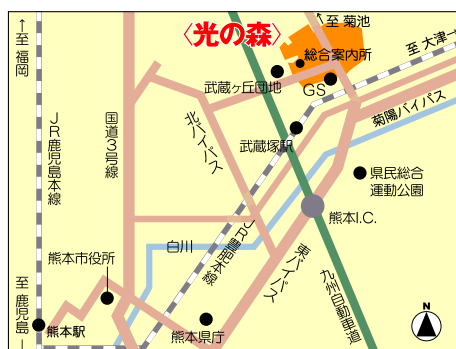 〈光の森〉
↑至 菊池
至 大津→
↑至 福岡
総合案内所
武蔵ヶ丘団地
GS
菊陽バイパス
北バイパス
武蔵塚駅
JR鹿児島本線
国道3号線
県民総合
運動公園
熊本I.C.
白川
JR豊肥本線
東バイパス
九州自動車道
熊本市役所
至 鹿児島↓
熊本駅
熊本県庁
N